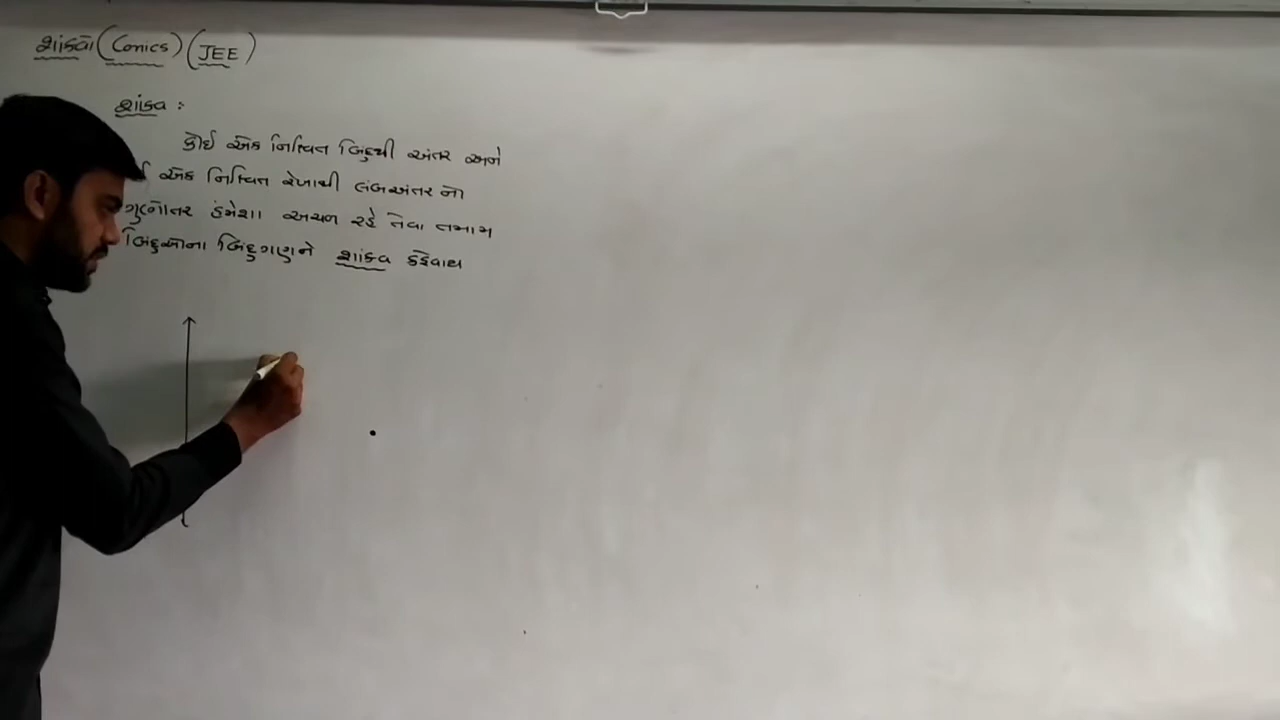 શાંકવો (Conics) (JEE)
શાંકવ :
કોઈ એક નિશ્ચિત બિંદુથી અંતર અને
એક નિશ્ચિત રેખાથી લંબઅંતર નો
ગુણોત્તર હંમેશા અચળ રહે તેવા તમામ
બિંદુઓના બિંદુગણને શાંકવ કહેવાય